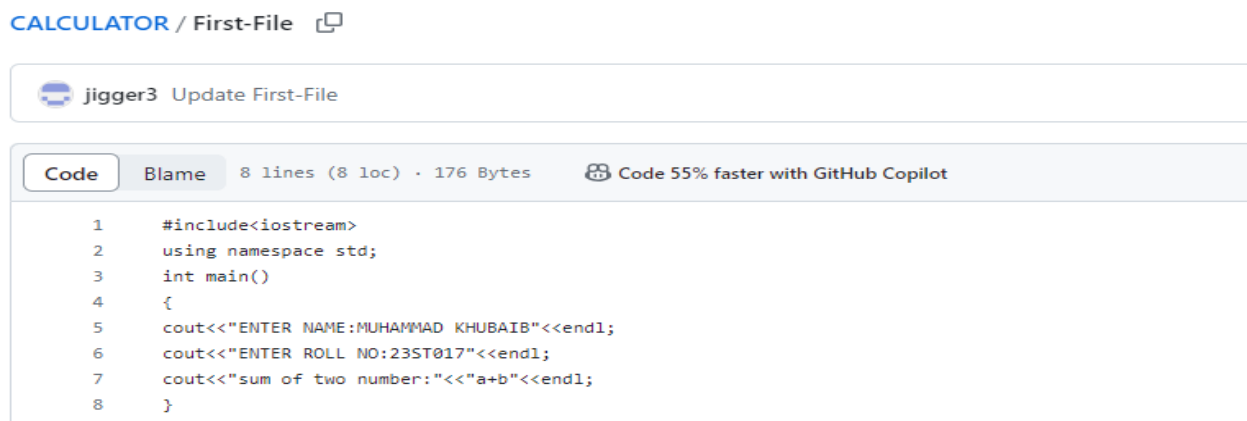 CALCULATOR / First-File
jigger3 Update First-File
Code Blame 8 lines (8 loc) · 176 Bytes Code 55% faster with GitHub Copilot
1 #include<iostream>
2 using namespace std;
3 int main()
4 {
5 cout<<"ENTER NAME:MUHAMMAD KHUBAIB"<<endl;
6 cout<<"ENTER ROLL NO:23ST017"<<endl;
7 cout<<"sum of two number:"<<"a+b"<<endl;
8 }